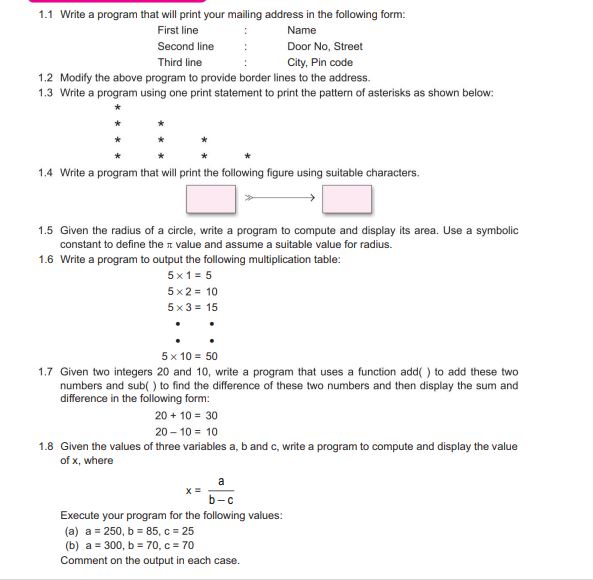 1.1 Write a program that will print your mailing address in the following form:
First line : Name
Second line : Door No, Street
Third line : City, Pin code
1.2 Modify the above program to provide border lines to the address.
1.3 Write a program using one print statement to print the pattern of asterisks as shown below:
*
* *
* * *
* * * *
1.4 Write a program that will print the following figure using suitable characters.
1.5 Given the radius of a circle, write a program to compute and display its area. Use a symbolic
constant to define the π value and assume a suitable value for radius.
1.6 Write a program to output the following multiplication table:
5 × 1 = 5
5 × 2 = 10
5 × 3 = 15
• •
• •
5 × 10 = 50
1.7 Given two integers 20 and 10, write a program that uses a function add( ) to add these two
numbers and sub( ) to find the difference of these two numbers and then display the sum and
difference in the following form:
20 + 10 = 30
20 – 10 = 10
1.8 Given the values of three variables a, b and c, write a program to compute and display the value
of x, where
a
x =
b – c
Execute your program for the following values:
(a) a = 250, b = 85, c = 25
(b) a = 300, b = 70, c = 70
Comment on the output in each case.